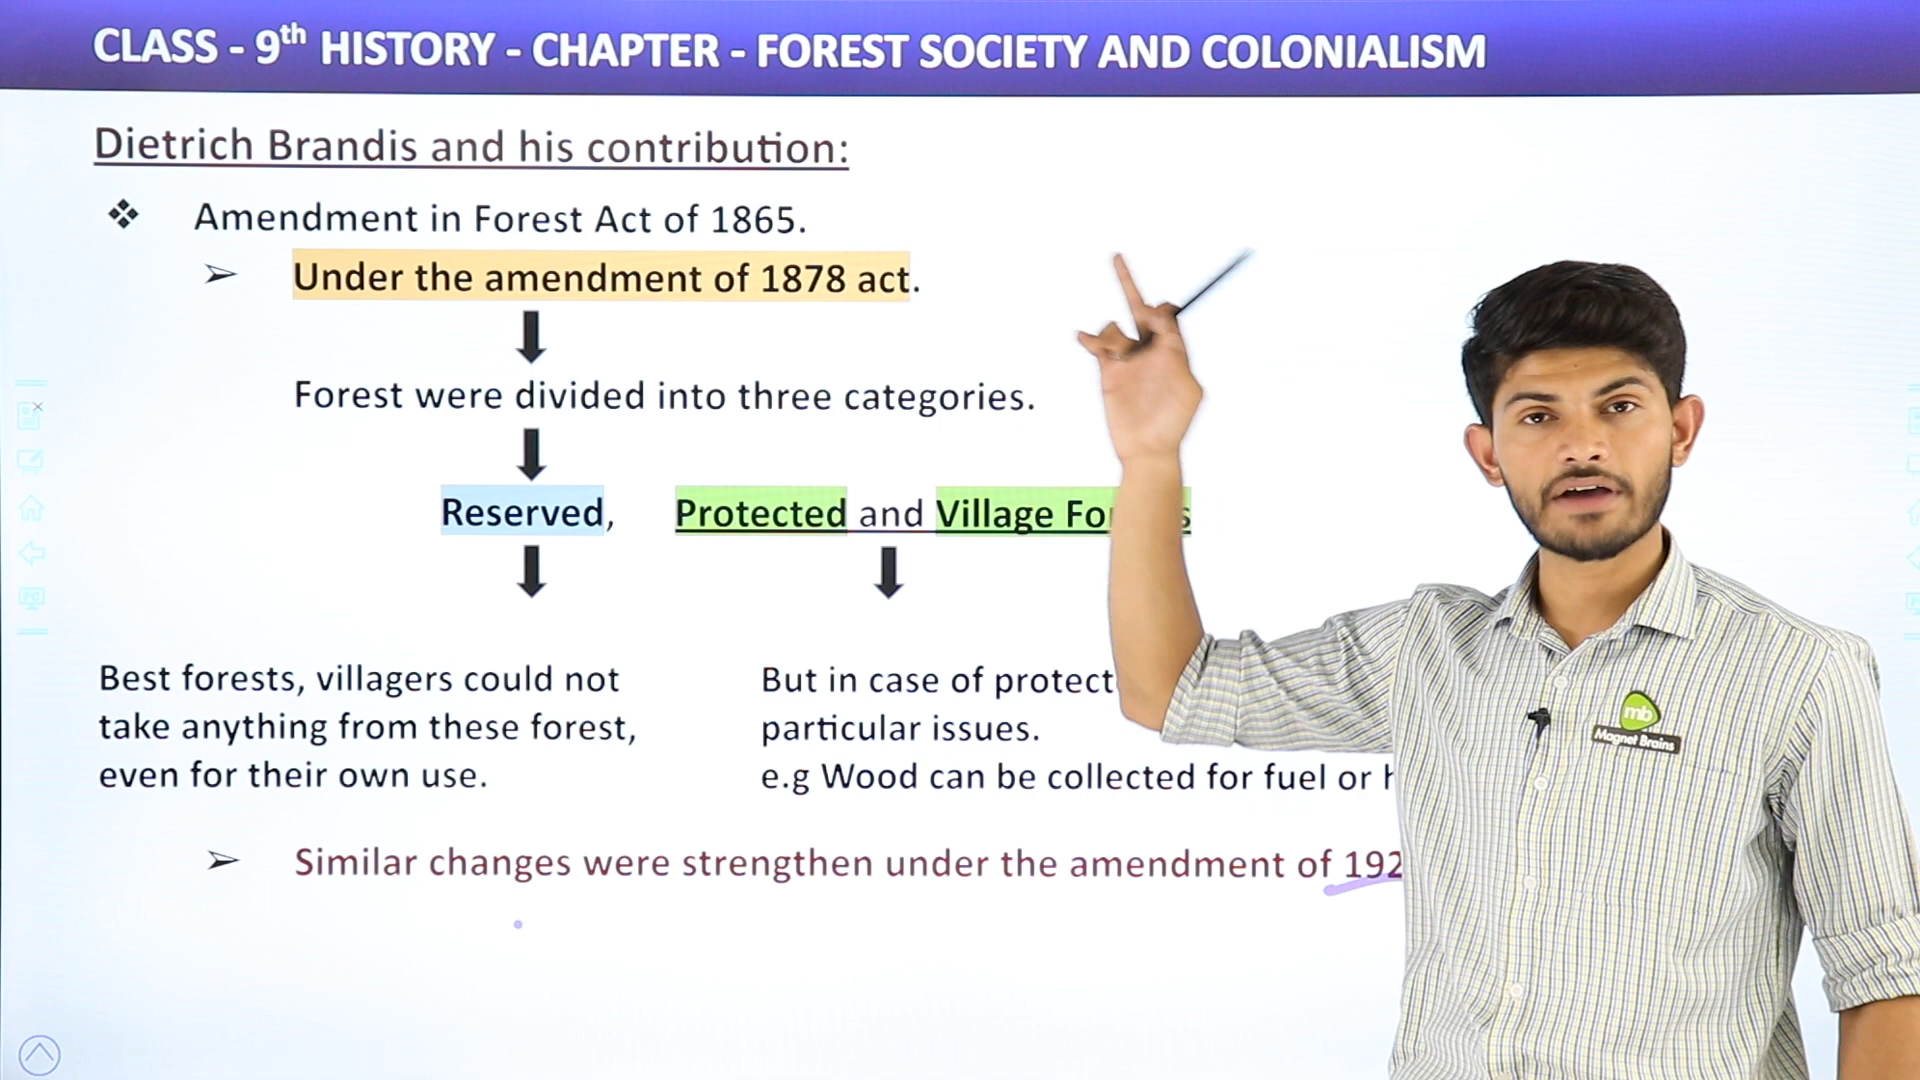 CLASS - 9th HISTORY - CHAPTER - FOREST SOCIETY AND COLONIALISM
Dietrich Brandis and his contribution:
Amendment in Forest Act of 1865.
Under the amendment of 1878 act.
Forest were divided into three categories.
Reserved, Protected and Village
Best forests, villagers could not
take anything from these forest,
even for their own use.
But in case of
particular issues.
e.g Wood can be collected for fuel or
Similar changes were strengthen under the amendment of
mb
Magnet Brains